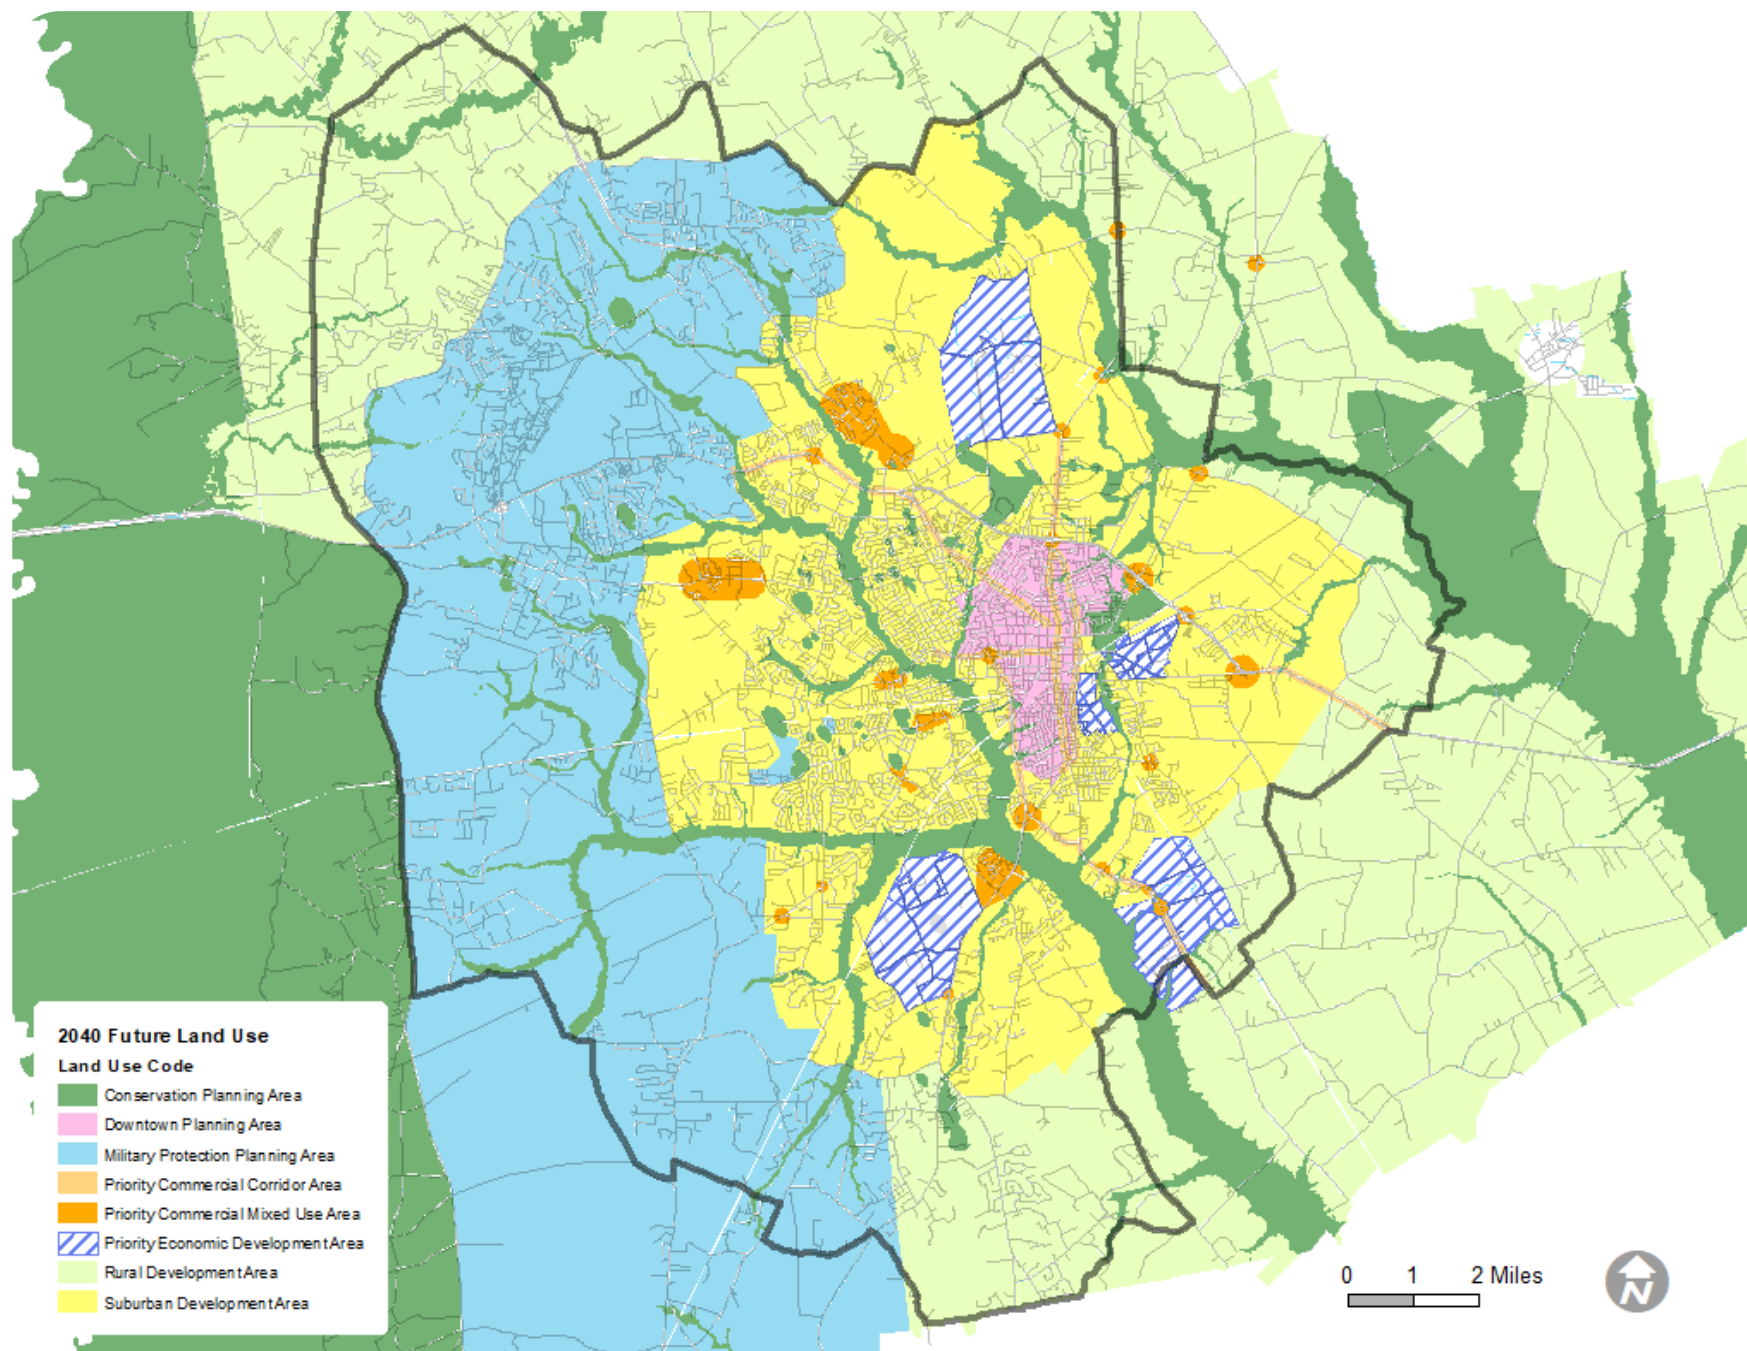 2040 Future Land Use
Land Use Code
Conservation Planning Area
Downtown Planning Area
Military Protection Planning Area
Priority Commercial Corridor Area
Priority Commercial Mixed Use Area
Priority Economic Development Area
Rural Development Area
Suburban Development Area
0 1 2 Miles
N